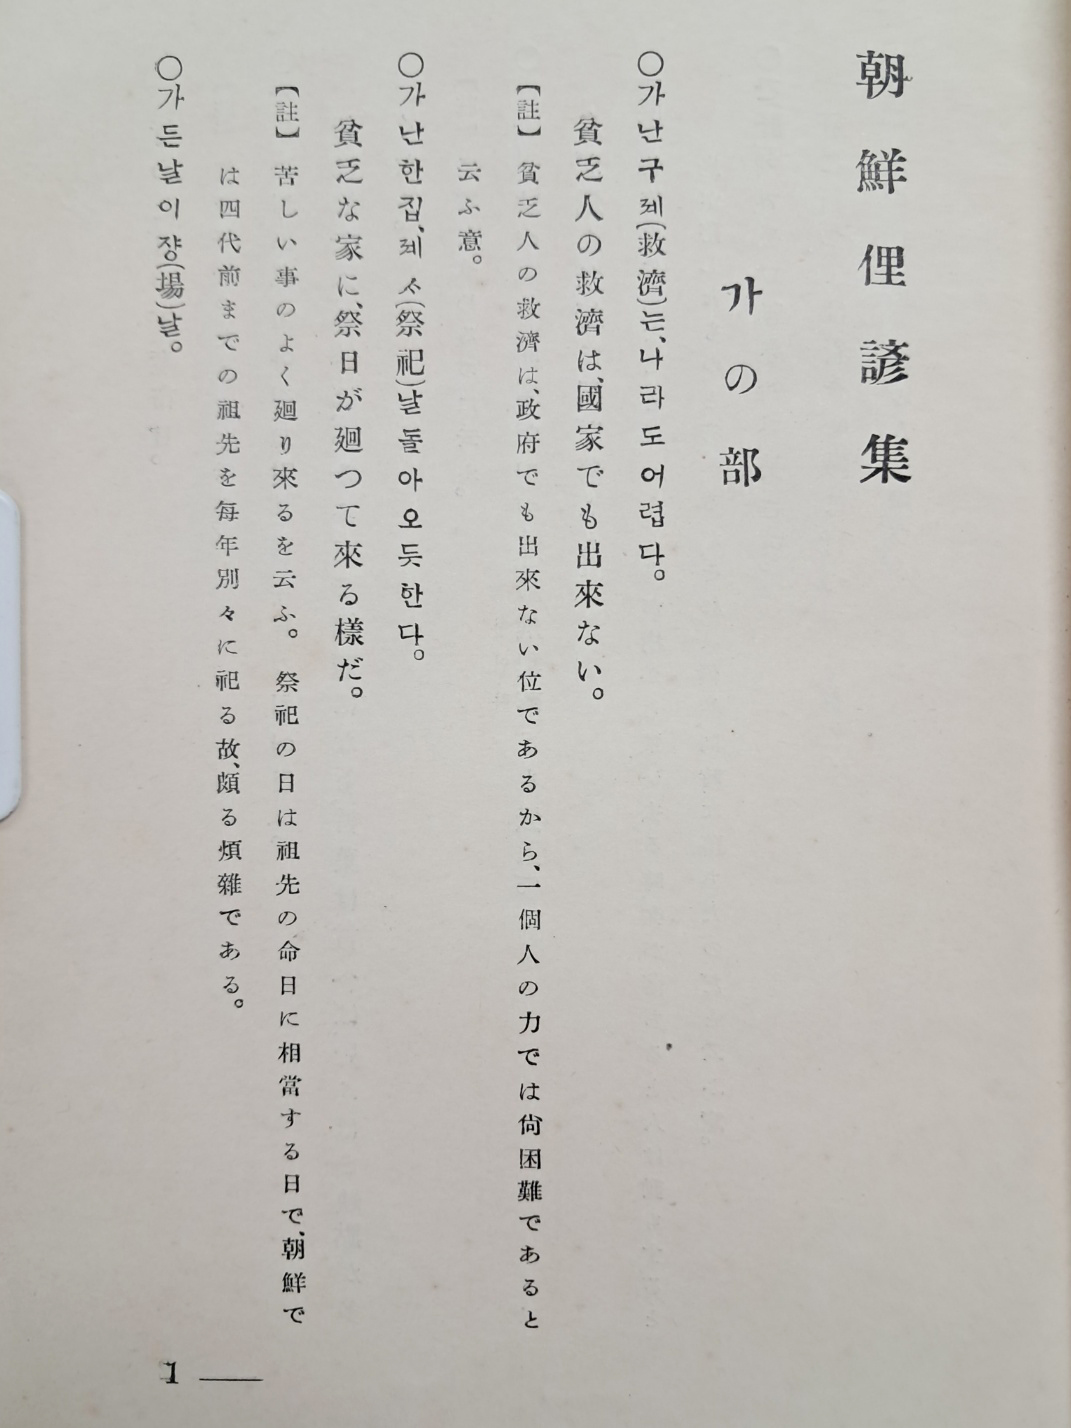 朝鮮俚諺集
가の部
〇가난구졔(救濟)는、나라도어렵다。
貧乏人の救濟は、國家でも出來ない。
【註】貧乏人の救濟は、政府でも出來ない位であるから、一個人の力では尙困難であると
云ふ意。
〇가난한집、졔ᄉ(祭祀)날돌아오듯한다。
貧乏な家に、祭日が廻つて來る樣だ。
【註】苦しい事のよく廻り來るを云ふ。祭祀の日は祖先の命日に相當する日で、朝鮮で
は四代前までの祖先を每年別々に祀る故、頗る煩雜である。
〇가든날이쟝(場)날。
1